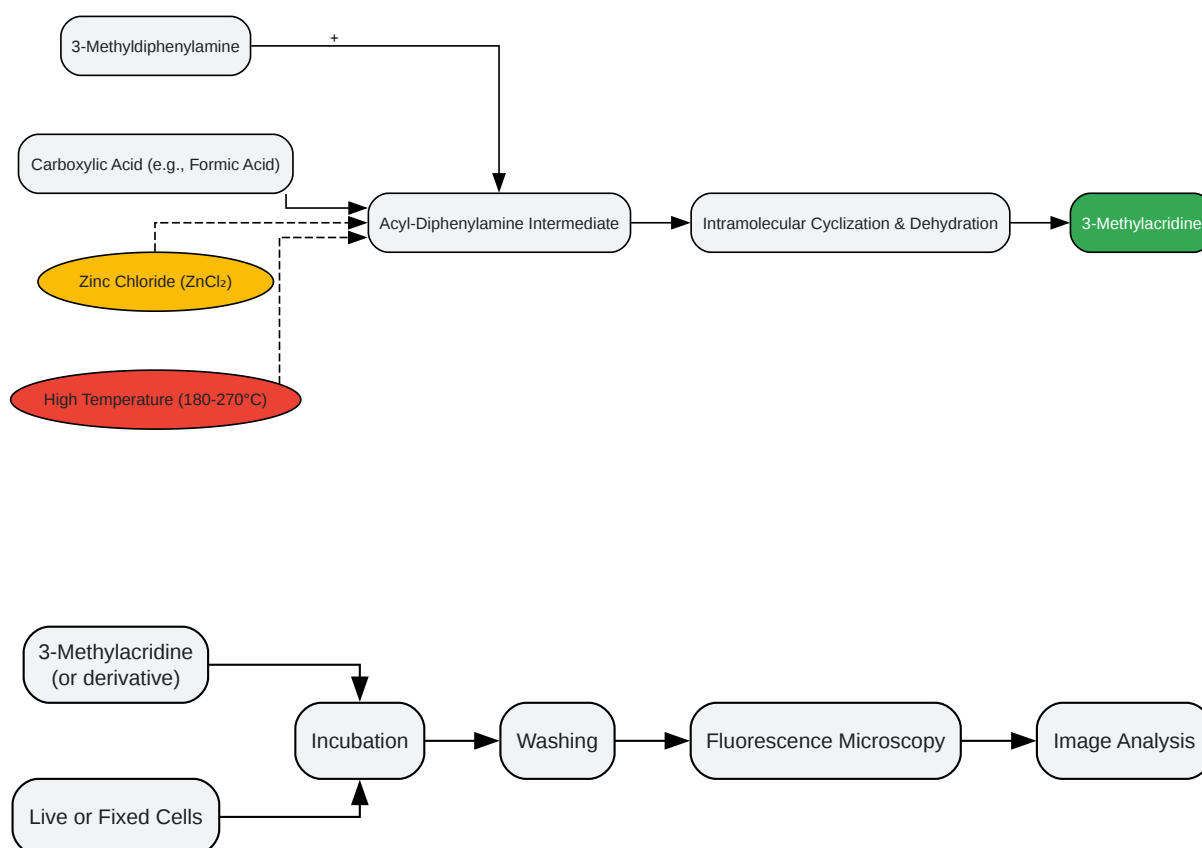 3-Methyldiphenylamine
+
Carboxylic Acid (e.g., Formic Acid)
Acyl-Diphenylamine Intermediate
Intramolecular Cyclization & Dehydration
3-Methylacridine
Zinc Chloride (ZnCl₂)
High Temperature (180-270°C)
3-Methylacridine
(or derivative)
Incubation
Washing
Fluorescence Microscopy
Image Analysis
Live or Fixed Cells